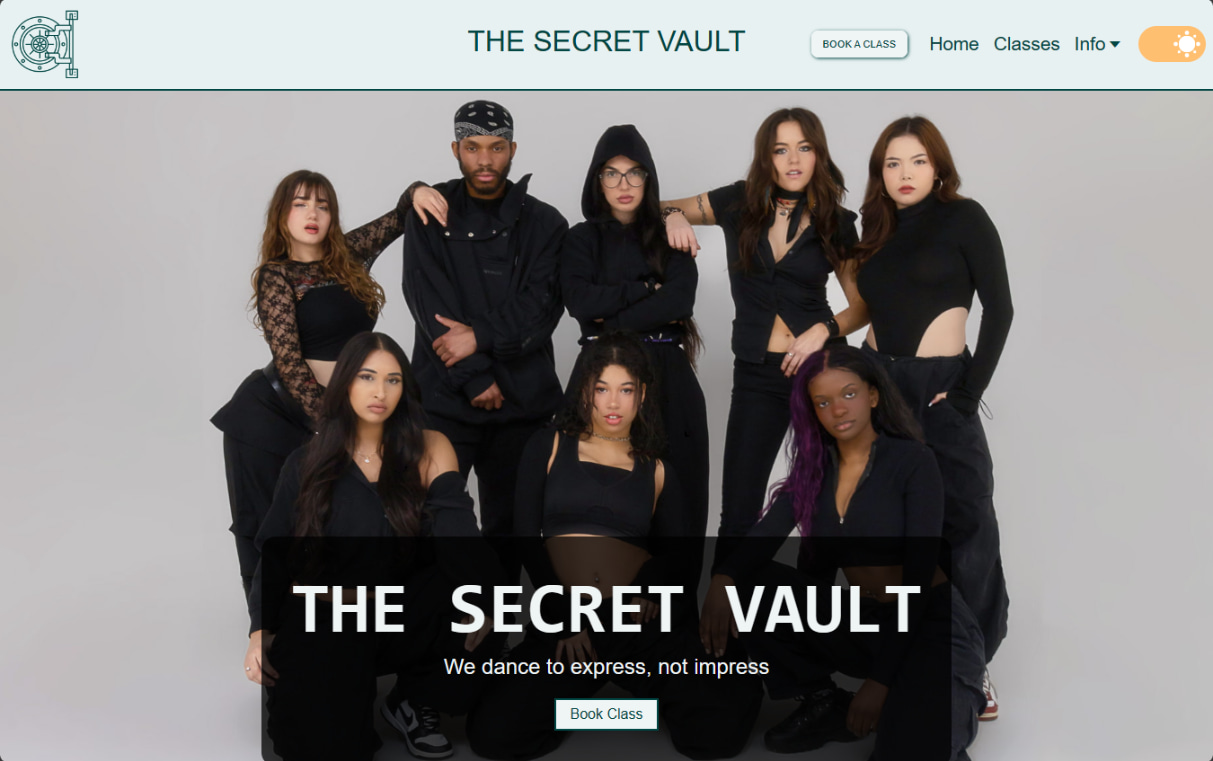 THE SECRET VAULT
BOOK A CLASS
Home
Classes
Info
THE SECRET VAULT
We dance to express, not impress
Book Class